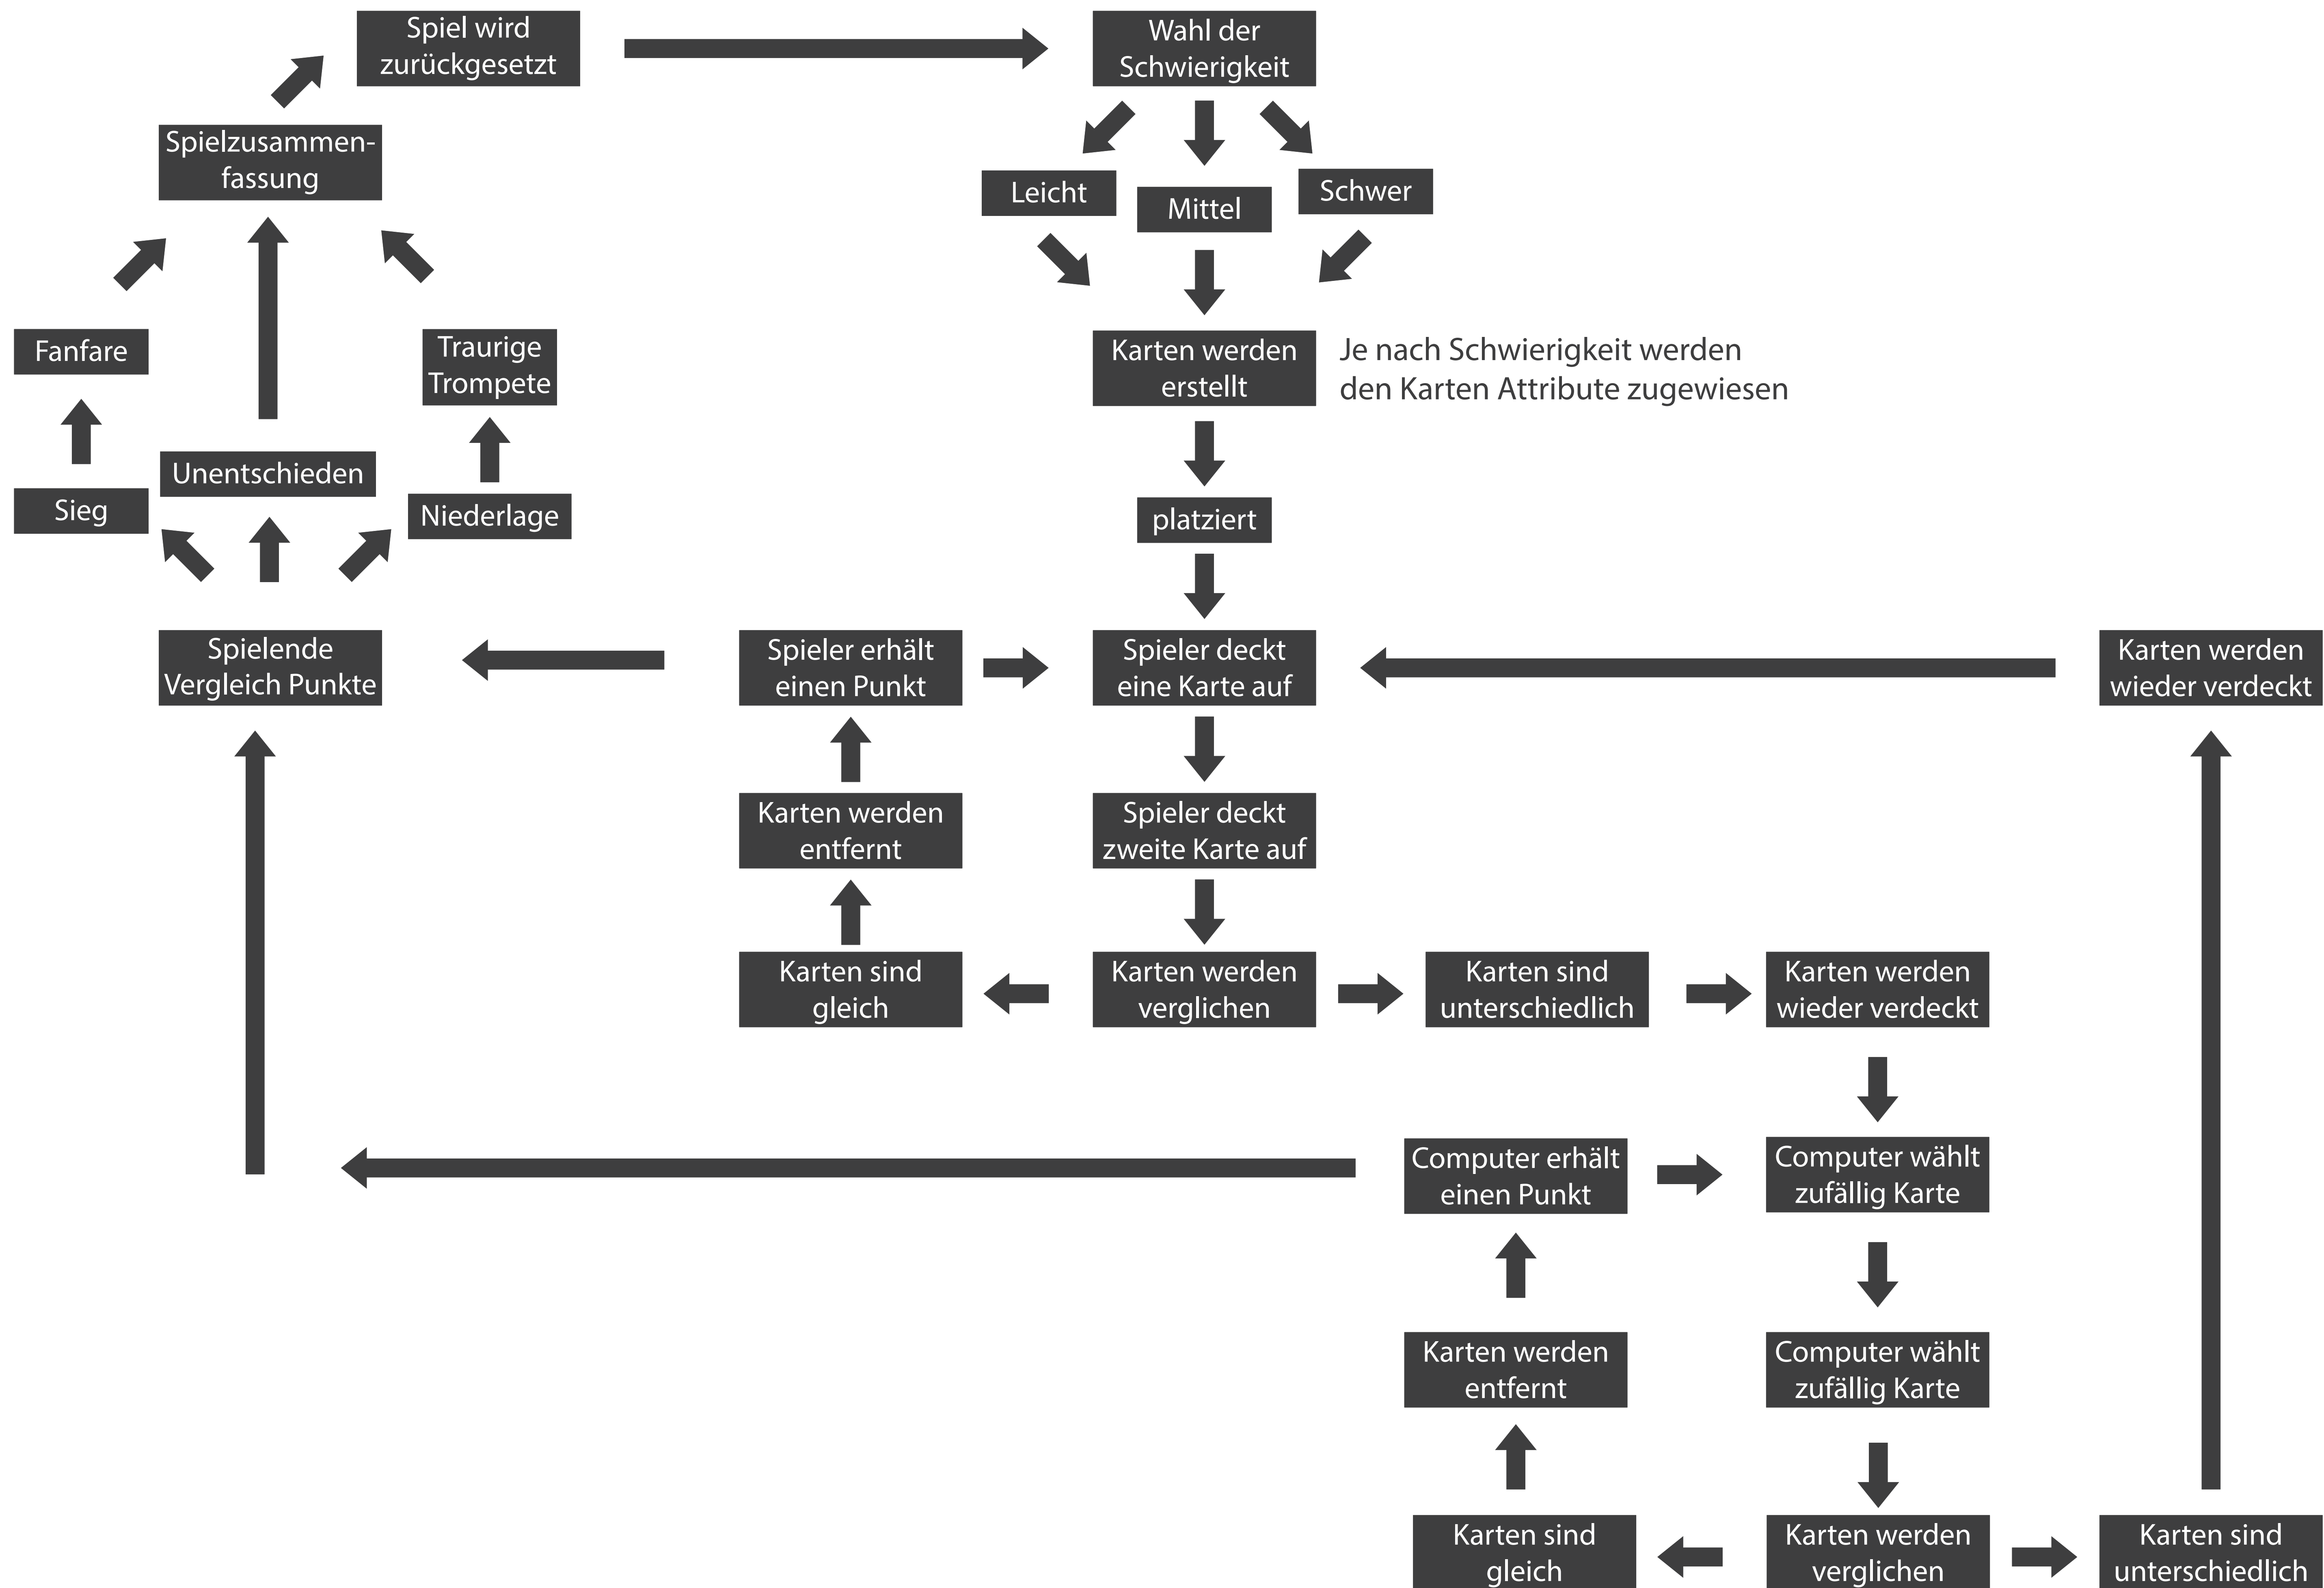 Spiel wird
zurückgesetzt
Wahl der
Schwierigkeit
Spielzusammen-
fassung
Leicht
Mittel
Schwer
Fanfare
Traurige
Trompete
Karten werden
erstellt
Je nach Schwierigkeit werden
den Karten Attribute zugewiesen
Sieg
Unentschieden
Niederlage
platziert
Spielende
Vergleich Punkte
Spieler erhält
einen Punkt
Spieler deckt
eine Karte auf
Karten werden
wieder verdeckt
Karten werden
entfernt
Spieler deckt
zweite Karte auf
Karten sind
gleich
Karten werden
verglichen
Karten sind
unterschiedlich
Karten werden
wieder verdeckt
Computer erhält
einen Punkt
Computer wählt
zufällig Karte
Karten werden
entfernt
Computer wählt
zufällig Karte
Karten sind
gleich
Karten werden
verglichen
Karten sind
unterschiedlich